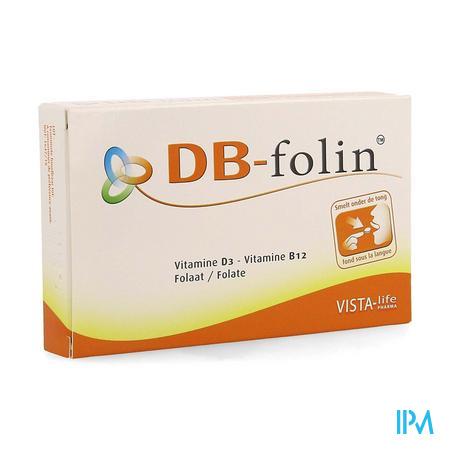 DB-folin™
Smelt onder de tong
fond sous la langue
Vitamine D3 - Vitamine B12
Folaat / Folate
VISTA-life
PHARMA
IPM